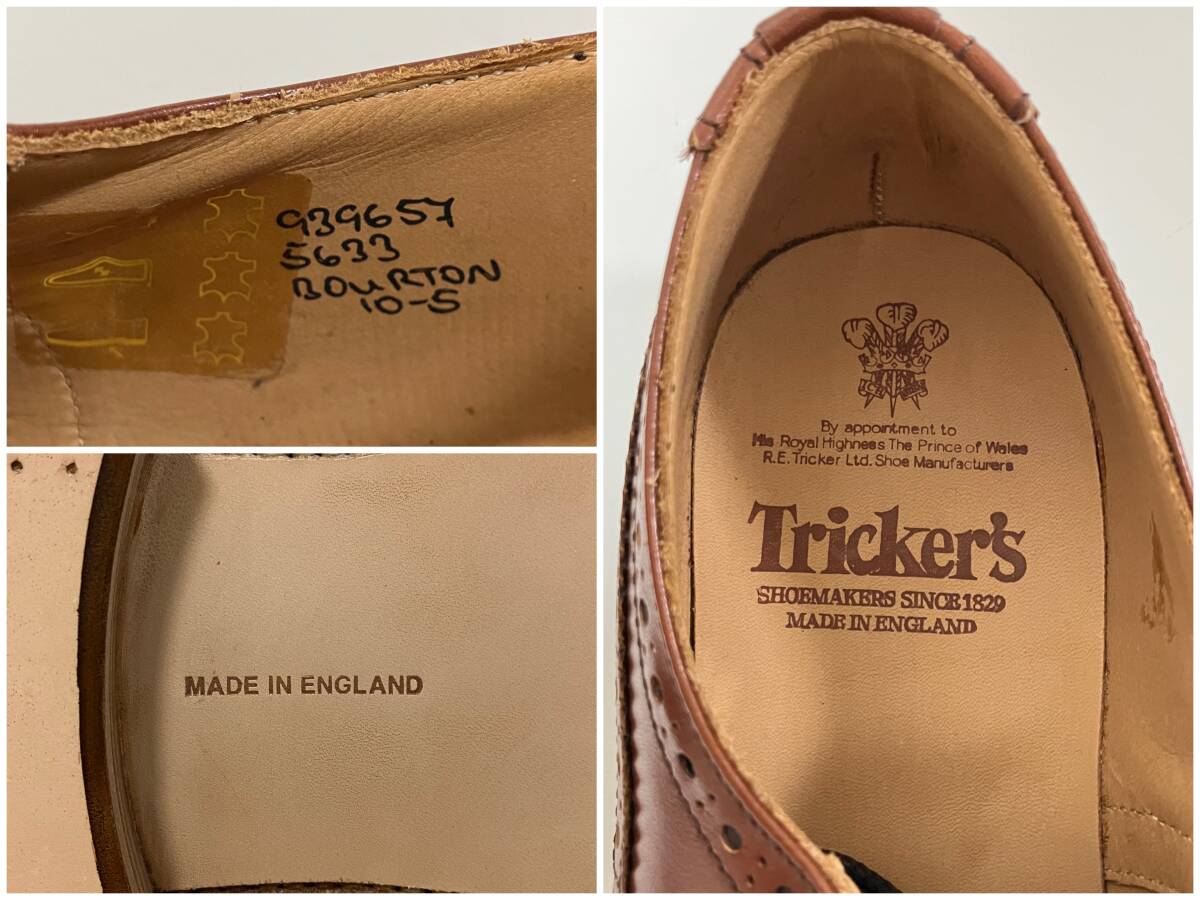 939657
5633
BOURTON
10-5
MADE IN ENGLAND
By appointment to
His Royal Highness The Prince of Wales
R.E. Tricker Ltd. Shoe Manufacturers
Tricker's
SHOEMAKERS SINCE 1829
MADE IN ENGLAND